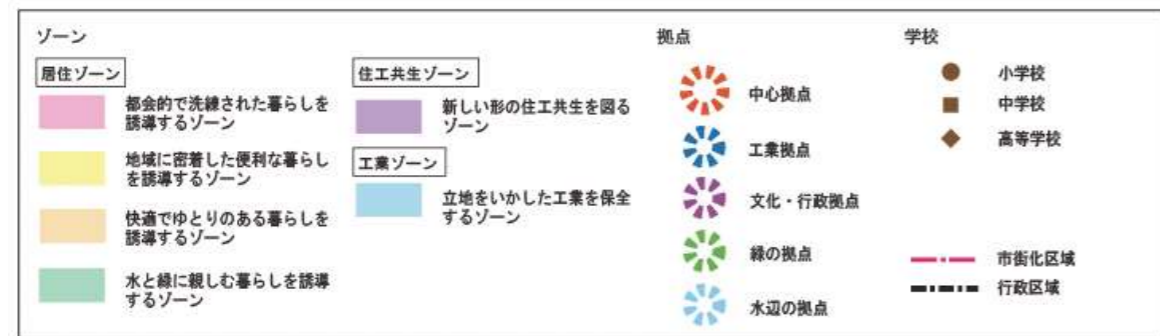 ゾーン
居住ゾーン
都会的で洗練された暮らしを
誘導するゾーン
地域に密着した便利な暮らし
を誘導するゾーン
快適でゆとりのある暮らしを
誘導するゾーン
水と緑に親しむ暮らしを誘導
するゾーン
住工共生ゾーン
新しい形の住工共生を図る
ゾーン
工業ゾーン
立地をいかした工業を保全
するゾーン
拠点
中心拠点
工業拠点
文化・行政拠点
緑の拠点
水辺の拠点
学校
小学校
中学校
高等学校
市街化区域
行政区域